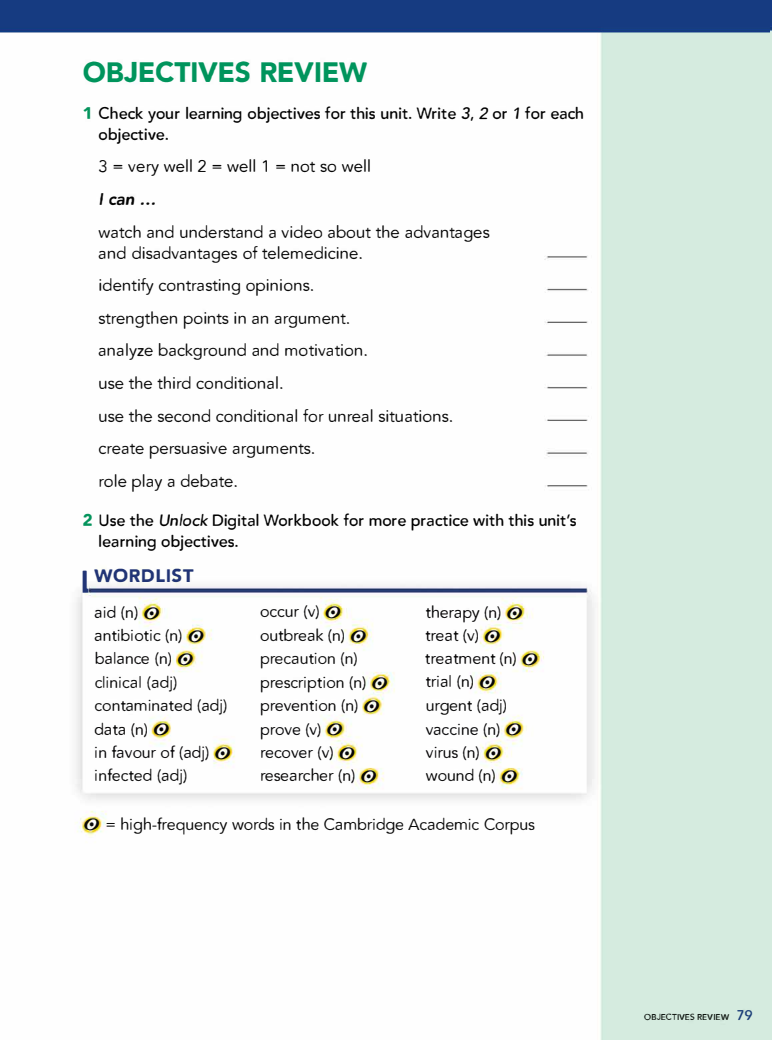 OBJECTIVES REVIEW
1 Check your learning objectives for this unit. Write 3, 2 or 1 for each
objective.
3 = very well 2 = well 1 = not so well
I can ...
watch and understand a video about the advantages
and disadvantages of telemedicine.
identify contrasting opinions.
strengthen points in an argument.
analyze background and motivation.
use the third conditional.
use the second conditional for unreal situations.
create persuasive arguments.
role play a debate.
2 Use the Unlock Digital Workbook for more practice with this unit's
learning objectives.
WORDLIST
aid (n)
antibiotic (n)
balance (n)
clinical (adj)
contaminated (adj)
data (n)
in favour of (adj)
infected (adj)
occur (v)
outbreak (n)
precaution (n)
prescription (n)
prevention (n)
prove (v)
recover (v)
researcher (n)
therapy (n)
treat (v)
treatment (n)
trial (n)
urgent (adj)
vaccine (n)
virus (n)
wound (n)
= high-frequency words in the Cambridge Academic Corpus
OBJECTIVES REVIEW 79